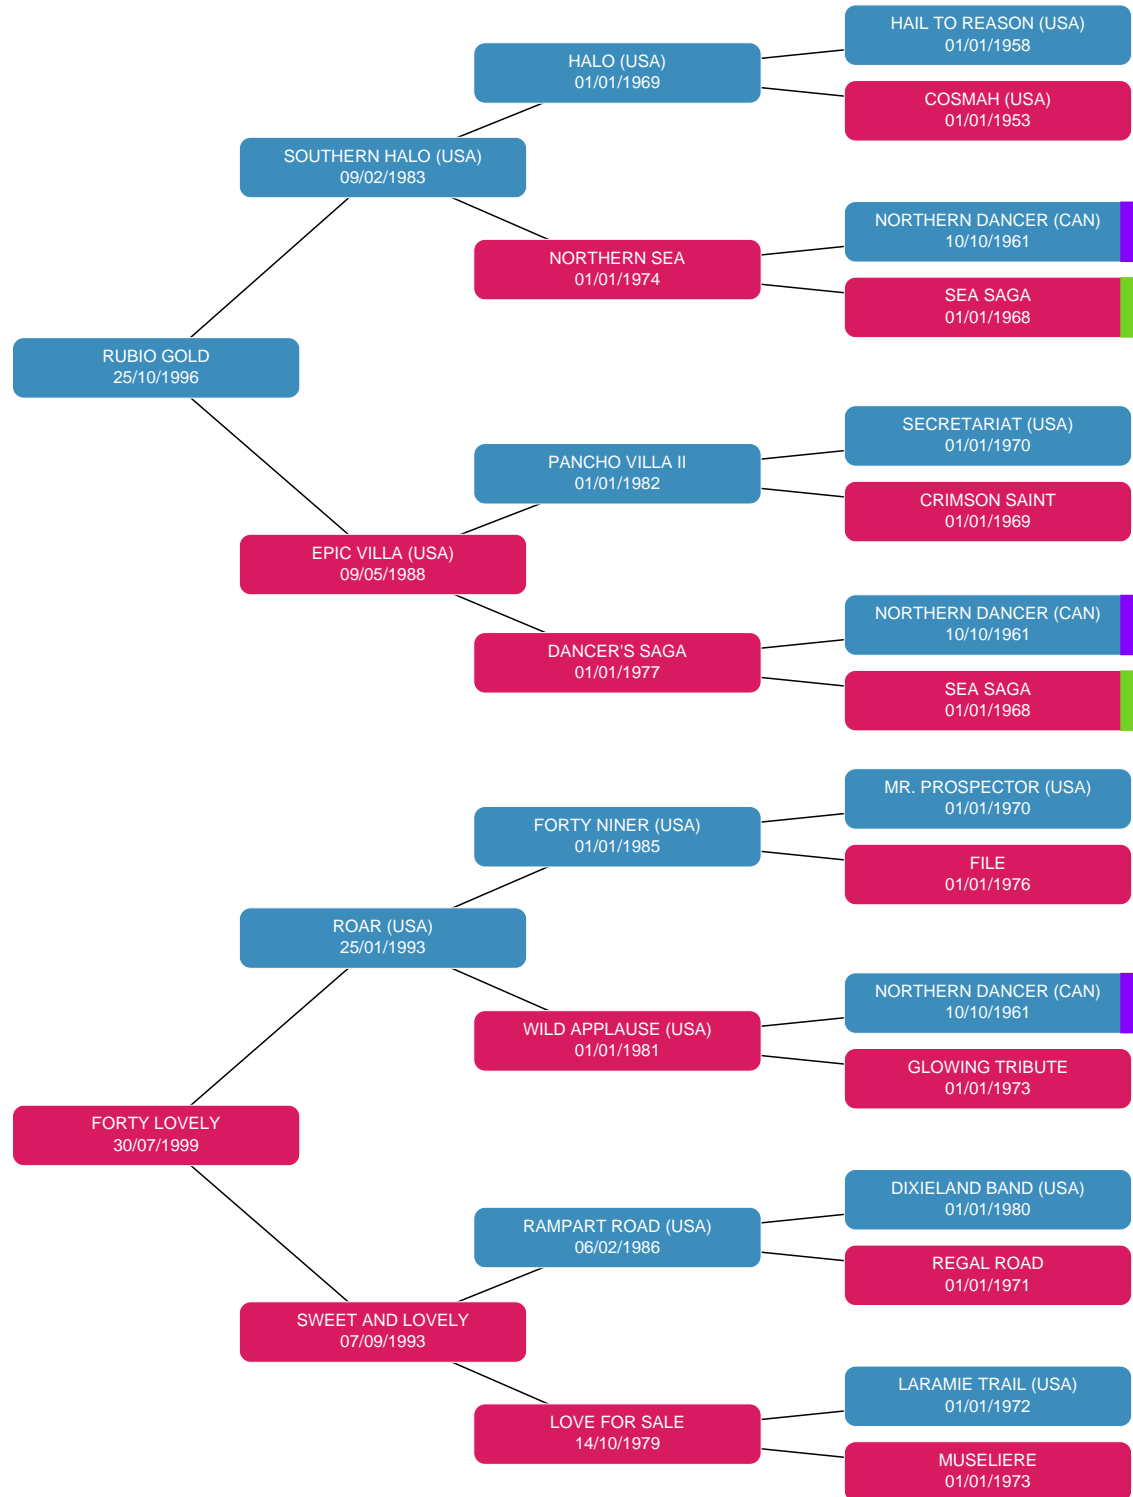 HAIL TO REASON (USA)
01/01/1958
HALO (USA)
01/01/1969
COSMAH (USA)
01/01/1953
SOUTHERN HALO (USA)
09/02/1983
NORTHERN DANCER (CAN)
10/10/1961
NORTHERN SEA
01/01/1974
SEA SAGA
01/01/1968
RUBIO GOLD
25/10/1996
SECRETARIAT (USA)
01/01/1970
PANCHO VILLA II
01/01/1982
CRIMSON SAINT
01/01/1969
EPIC VILLA (USA)
09/05/1988
NORTHERN DANCER (CAN)
10/10/1961
DANCER'S SAGA
01/01/1977
SEA SAGA
01/01/1968
MR. PROSPECTOR (USA)
01/01/1970
FORTY NINER (USA)
01/01/1985
FILE
01/01/1976
ROAR (USA)
25/01/1993
NORTHERN DANCER (CAN)
10/10/1961
WILD APPLAUSE (USA)
01/01/1981
GLOWING TRIBUTE
01/01/1973
FORTY LOVELY
30/07/1999
DIXIELAND BAND (USA)
01/01/1980
RAMPART ROAD (USA)
06/02/1986
REGAL ROAD
01/01/1971
SWEET AND LOVELY
07/09/1993
LARAMIE TRAIL (USA)
01/01/1972
LOVE FOR SALE
14/10/1979
MUSELIERE
01/01/1973